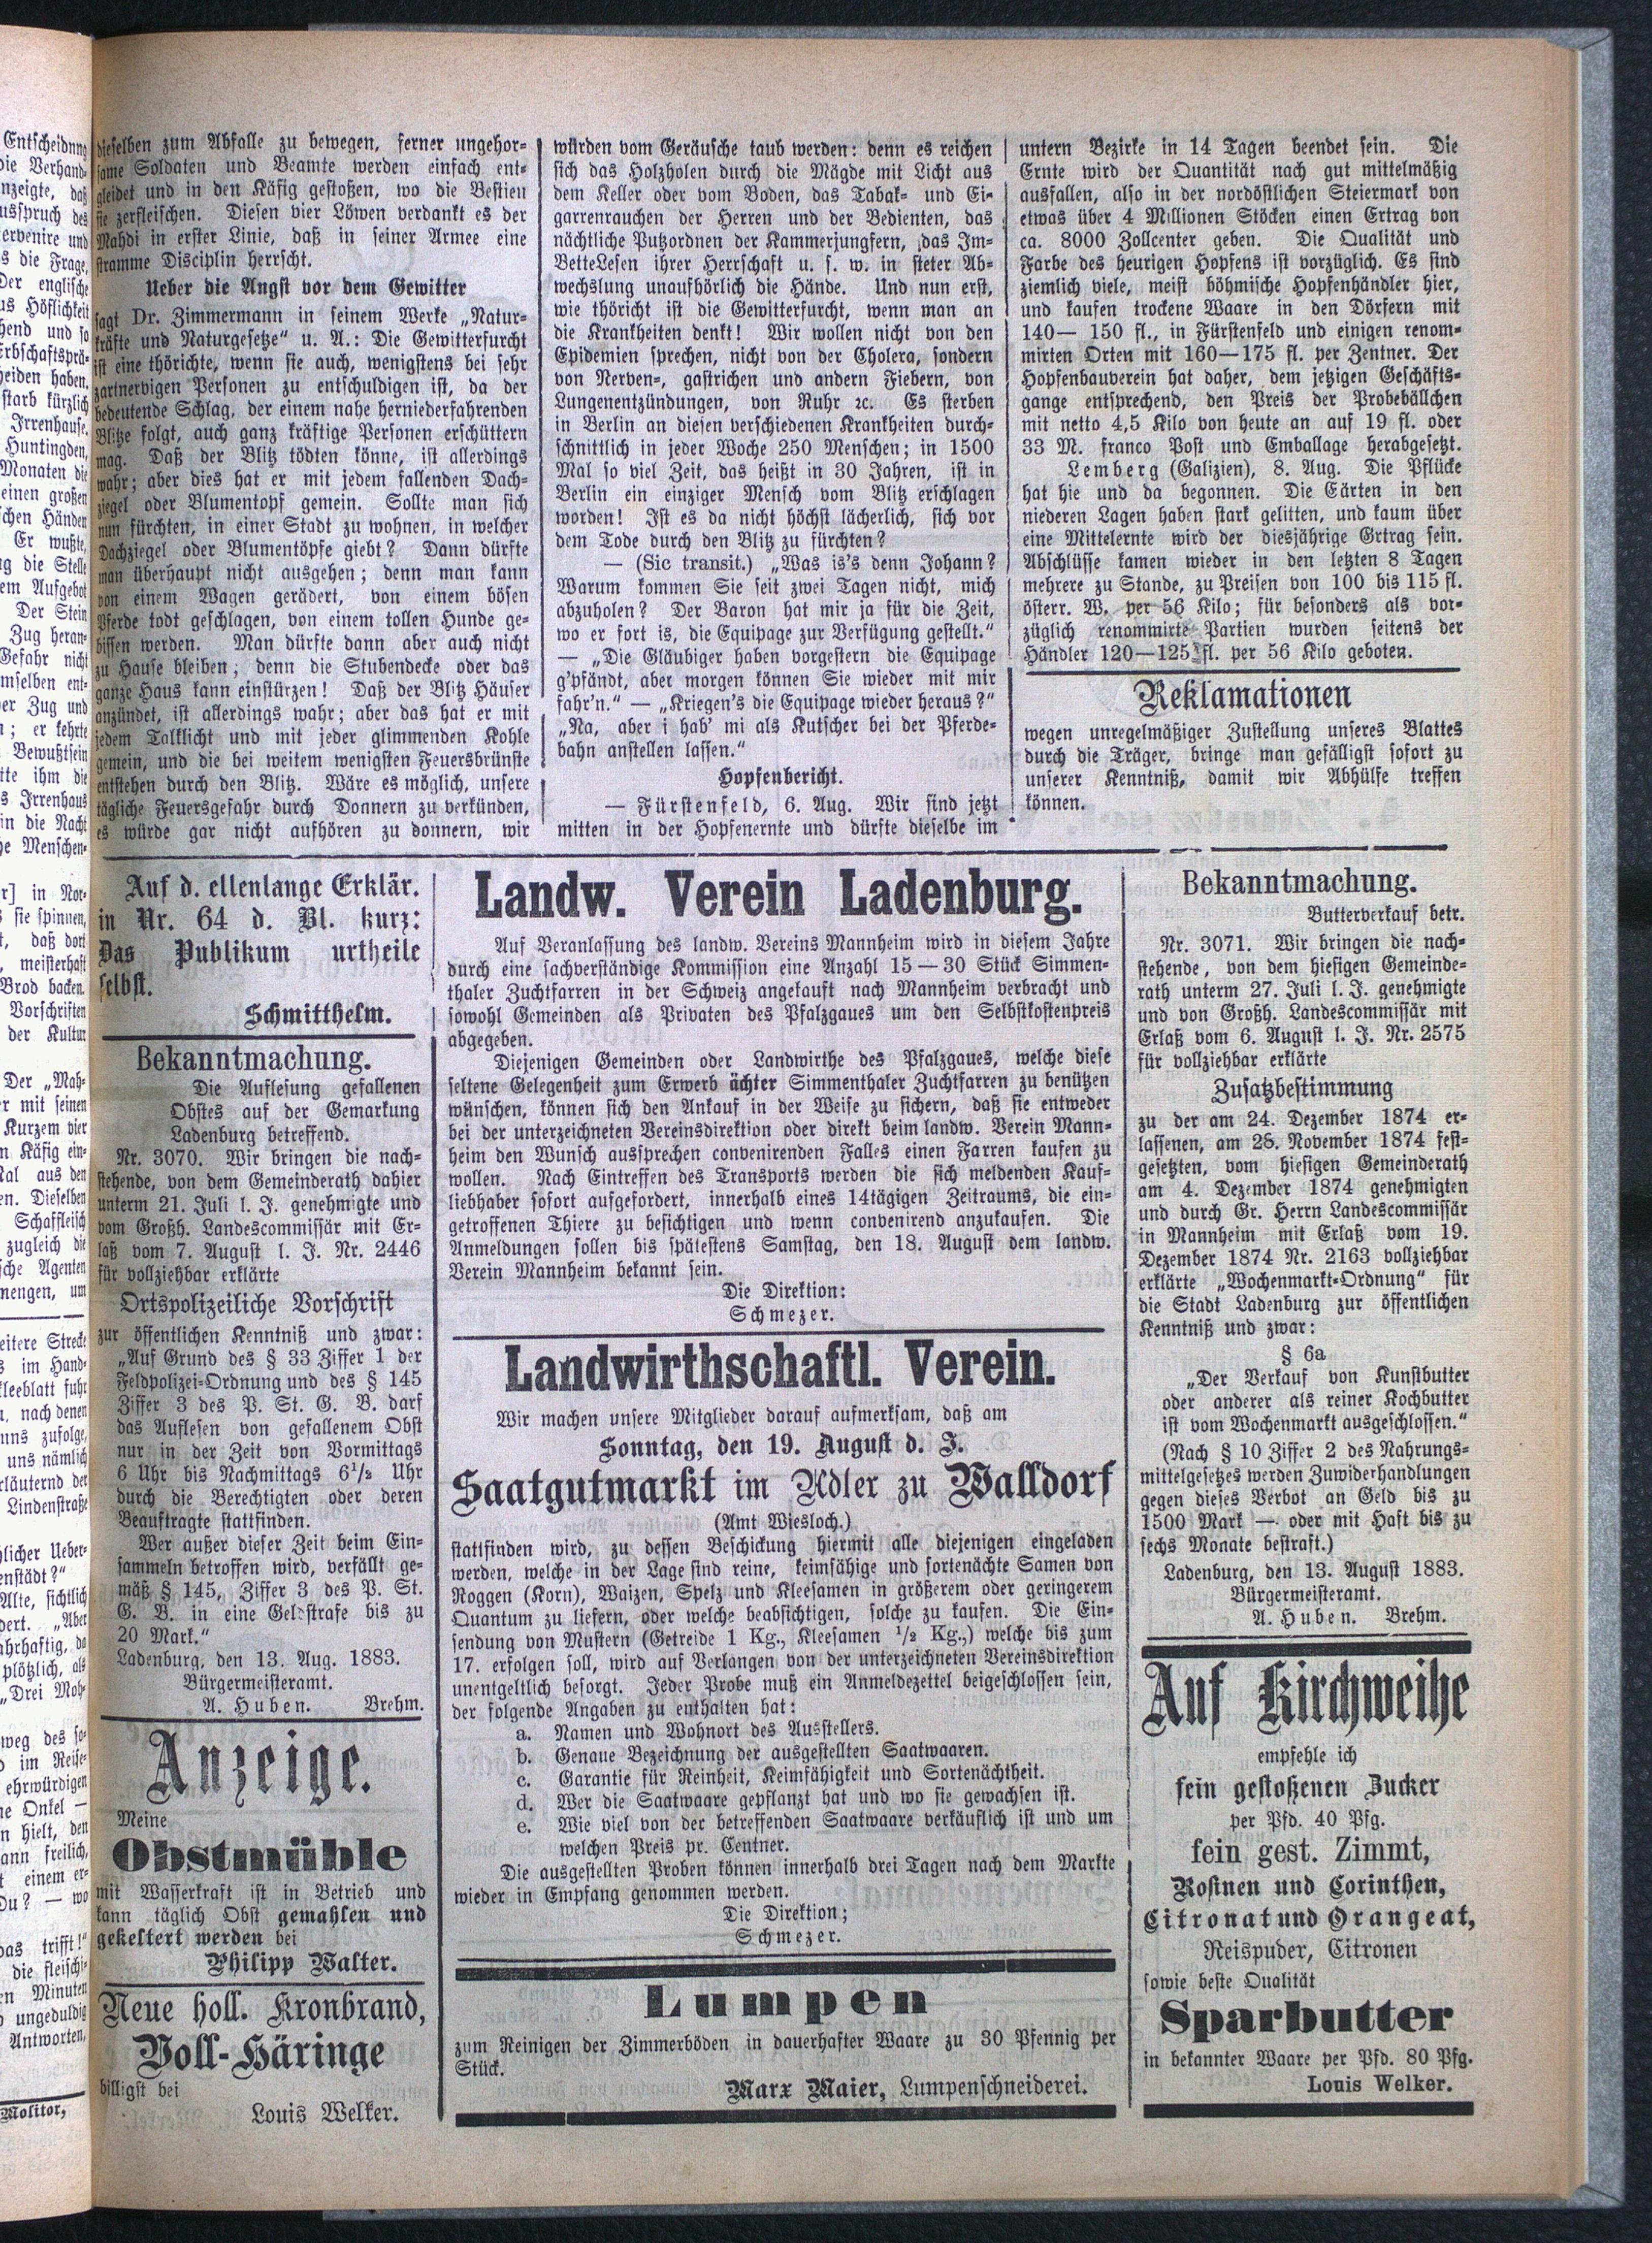 dieselben zum Abfalle zu bewegen, ferner ungehor-
same Soldaten und Beamte werden einfach ent-
kleidet und in den Käfig gestoßen, wo die Bestien
sie zerfleischen. Diesen vier Löwen verdankt es der
Mahdi in erster Linie, daß in seiner Armee eine
stramme Disciplin herrscht.
Ueber die Angst vor dem Gewitter
sagt Dr. Zimmermann in seinem Werke „Natur-
kräfte und Naturgesetze“ u. A.: Die Gewitterfurcht
ist eine thörichte, wenn sie auch, wenigstens bei sehr
zartnervigen Personen zu entschuldigen ist, da der
bedeutende Schlag, der einem nahe herniederfahrenden
Blitze folgt, auch ganz kräftige Personen erschüttern
mag. Daß der Blitz tödten könne, ist allerdings
wahr; aber dies hat er mit jedem fallenden Dach-
ziegel oder Blumentopf gemein. Sollte man sich
nun fürchten, in einer Stadt zu wohnen, in welcher
Dachziegel oder Blumentöpfe giebt? Dann dürfte
man überhaupt nicht ausgehen; denn man kann
von einem Wagen gerädert, von einem bösen
Pferde todt geschlagen, von einem tollen Hunde ge-
bissen werden. Man dürfte dann aber auch nicht
zu Hause bleiben; denn die Stubendecke oder das
ganze Haus kann einstürzen! Daß der Blitz Häuser
anzündet, ist allerdings wahr; aber das hat er mit
jedem Talklicht und mit jeder glimmenden Kohle
gemein, und die bei weitem wenigsten Feuersbrünste
entstehen durch den Blitz. Wäre es möglich, unsere
tägliche Feuersgefahr durch Donnern zu verkünden,
es würde gar nicht aufhören zu donnern, wir
würden vom Geräusche taub werden: denn es reichen
sich das Holzholen durch die Mägde mit Licht aus
dem Keller oder vom Boden, das Tabak- und Ci-
garrenrauchen der Herren und der Bedienten, das
nächtliche Putzordnen der Kammerjungfern, das Im-
BetteLesen ihrer Herrschaft u. s. w. in steter Ab-
wechslung unaufhörlich die Hände. Und nun erst,
wie thöricht ist die Gewitterfurcht, wenn man an
die Krankheiten denkt! Wir wollen nicht von den
Epidemien sprechen, nicht von der Cholera, sondern
von Nerven-, gastrichen und andern Fiebern, von
Lungenentzündungen, von Ruhr ꝛc. Es sterben
in Berlin an diesen verschiedenen Krankheiten durch-
schnittlich in jeder Woche 250 Menschen; in 1500
Mal so viel Zeit, das heißt in 30 Jahren, ist in
Berlin ein einziger Mensch vom Blitz erschlagen
worden! Ist es da nicht höchst lächerlich, sich vor
dem Tode durch den Blitz zu fürchten?
— (Sic transit.) „Was is's denn Johann?
Warum kommen Sie seit zwei Tagen nicht, mich
abzuholen? Der Baron hat mir ja für die Zeit,
wo er fort is, die Equipage zur Verfügung gestellt.“
— „Die Gläubiger haben vorgestern die Equipage
g'pfändt, aber morgen können Sie wieder mit mir
fahr'n.“ — „Kriegen's die Equipage wieder heraus?“
„Na, aber i hab' mi als Kutscher bei der Pferde-
bahn anstellen lassen.“
Hopfenbericht.
— Fürstenfeld, 6. Aug. Wir sind jetzt
mitten in der Hopfenernte und dürfte dieselbe im
untern Bezirke in 14 Tagen beendet sein. Die
Ernte wird der Quantität nach gut mittelmäßig
ausfallen, also in der nordöstlichen Steiermark von
etwas über 4 Millionen Stöcken einen Ertrag von
ca. 8000 Zollcenter geben. Die Qualität und
Farbe des heurigen Hopfens ist vorzüglich. Es sind
ziemlich viele, meist böhmische Hopfenhändler hier,
und kaufen trockene Waare in den Dörfern mit
140— 150 fl., in Fürstenfeld und einigen renom-
mirten Orten mit 160—175 fl. per Zentner. Der
Hopfenbauverein hat daher, dem jetzigen Geschäfts-
gange entsprechend, den Preis der Probebällchen
mit netto 4,5 Kilo von heute an auf 19 fl. oder
33 M. franco Post und Emballage herabgesetzt.
Lemberg (Galizien), 8. Aug. Die Pflücke
hat hie und da begonnen. Die Gärten in den
niederen Lagen haben stark gelitten, und kaum über
eine Mittelernte wird der diesjährige Ertrag sein.
Abschlüsse kamen wieder in den letzten 8 Tagen
mehrere zu Stande, zu Preisen von 100 bis 115 fl.
österr. W. per 56 Kilo; für besonders als vor-
züglich renommirte Partien wurden seitens der
Händler 120—125 fl. per 56 Kilo geboten.
Reklamationen
wegen unregelmäßiger Zustellung unseres Blattes
durch die Träger, bringe man gefälligst sofort zu
unserer Kenntniß, damit wir Abhülfe treffen
können.
Auf d. ellenlange Erklär.
in Nr. 64 d. Bl. kurz:
Das Publikum urtheile
selbst.
Schmitthelm.
Bekanntmachung.
Die Auflesung gefallenen
Obstes auf der Gemarkung
Ladenburg betreffend.
Nr. 3070. Wir bringen die nach-
stehende, von dem Gemeinderath dahier
unterm 21. Juli l. J. genehmigte und
vom Großh. Landescommissär mit Er-
laß vom 7. August l. J. Nr. 2446
für vollziehbar erklärte
Ortspolizeiliche Vorschrift
zur öffentlichen Kenntniß und zwar:
„Auf Grund des § 33 Ziffer 1 der
Feldpolizei-Ordnung und des § 145
Ziffer 3 des P. St. G. B. darf
das Auflesen von gefallenem Obst
nur in der Zeit von Vormittags
6 Uhr bis Nachmittags 6½ Uhr
durch die Berechtigten oder deren
Beauftragte stattfinden.
Wer außer dieser Zeit beim Ein-
sammeln betroffen wird, verfällt ge-
mäß § 145, Ziffer 3 des P. St.
G. B. in eine Geldstrafe bis zu
20 Mark.“
Ladenburg, den 13. Aug. 1883.
Bürgermeisteramt.
A. Huben. Brehm.
Anzeige.
Meine
Obstmühle
mit Wasserkraft ist in Betrieb und
kann täglich Obst gemahlen und
gekeltert werden bei
Philipp Walter.
Neue holl. Kronbrand,
Voll-Häringe
billigst bei
Louis Welker.
Landw. Verein Ladenburg.
Auf Veranlassung des landw. Vereins Mannheim wird in diesem Jahre
durch eine sachverständige Kommission eine Anzahl 15 — 30 Stück Simmen-
thaler Zuchtfarren in der Schweiz angekauft nach Mannheim verbracht und
sowohl Gemeinden als Privaten des Pfalzgaues um den Selbstkostenpreis
abgegeben.
Diejenigen Gemeinden oder Landwirthe des Pfalzgaues, welche diese
seltene Gelegenheit zum Erwerb ächter Simmenthaler Zuchtfarren zu benützen
wünschen, können sich den Ankauf in der Weise zu sichern, daß sie entweder
bei der unterzeichneten Vereinsdirektion oder direkt beim landw. Verein Mann-
heim den Wunsch aussprechen convenirenden Falles einen Farren kaufen zu
wollen. Nach Eintreffen des Transports werden die sich meldenden Kauf-
liebhaber sofort aufgefordert, innerhalb eines 14tägigen Zeitraums, die ein-
getroffenen Thiere zu besichtigen und wenn convenirend anzukaufen. Die
Anmeldungen sollen bis spätestens Samstag, den 18. August dem landw.
Verein Mannheim bekannt sein.
Die Direktion:
Schmezer.
Landwirthschaftl. Verein.
Wir machen unsere Mitglieder darauf aufmerksam, daß am
Sonntag, den 19. August d. J.
Saatgutmarkt im Adler zu Walldorf
(Amt Wiesloch.)
stattfinden wird, zu dessen Beschickung hiermit alle diejenigen eingeladen
werden, welche in der Lage sind reine, keimfähige und sortenächte Samen von
Roggen (Korn), Waizen, Spelz und Kleesamen in größerem oder geringerem
Quantum zu liefern, oder welche beabsichtigen, solche zu kaufen. Die Ein-
sendung von Mustern (Getreide 1 Kg., Kleesamen ½ Kg.,) welche bis zum
17. erfolgen soll, wird auf Verlangen von der unterzeichneten Vereinsdirektion
unentgeltlich besorgt. Jeder Probe muß ein Anmeldezettel beigeschlossen sein,
der folgende Angaben zu enthalten hat:
a. Namen und Wohnort des Ausstellers.
b. Genaue Bezeichnung der ausgestellten Saatwaaren.
c. Garantie für Reinheit, Keimfähigkeit und Sortenächtheit.
d. Wer die Saatwaare gepflanzt hat und wo sie gewachsen ist.
e. Wie viel von der betreffenden Saatwaare verkäuflich ist und um
welchen Preis pr. Centner.
Die ausgestellten Proben können innerhalb drei Tagen nach dem Markte
wieder in Empfang genommen werden.
Die Direktion;
Schmezer.
Lumpen
zum Reinigen der Zimmerböden in dauerhafter Waare zu 30 Pfennig per
Stück.
Marx Maier, Lumpenschneiderei.
Bekanntmachung.
Butterverkauf betr.
Nr. 3071. Wir bringen die nach-
stehende, von dem hiesigen Gemeinde-
rath unterm 27. Juli l. J. genehmigte
und von Großh. Landescommissär mit
Erlaß vom 6. August l. J. Nr. 2575
für vollziehbar erklärte
Zusatzbestimmung
zu der am 24. Dezember 1874 er-
lassenen, am 28. November 1874 fest-
gesetzten, vom hiesigen Gemeinderath
am 4. Dezember 1874 genehmigten
und durch Gr. Herrn Landescommissär
in Mannheim mit Erlaß vom 19.
Dezember 1874 Nr. 2163 vollziehbar
erklärte „Wochenmarkt-Ordnung“ für
die Stadt Ladenburg zur öffentlichen
Kenntniß und zwar:
§ 6a
„Der Verkauf von Kunstbutter
oder anderer als reiner Kochbutter
ist vom Wochenmarkt ausgeschlossen.“
(Nach § 10 Ziffer 2 des Nahrungs-
mittelgesetzes werden Zuwiderhandlungen
gegen dieses Verbot an Geld bis zu
1500 Mark — oder mit Haft bis zu
sechs Monate bestraft.)
Ladenburg, den 13. August 1883.
Bürgermeisteramt.
A. Huben. Brehm.
Auf Kirchweihe
empfehle ich
fein gestoßenen Zucker
per Pfd. 40 Pfg.
fein gest. Zimmt,
Rosinen und Corinthen,
Citronat und Orangeat,
Reispuder, Citronen
sowie beste Qualität
Sparbutter
in bekannter Waare per Pfd. 80 Pfg.
Louis Welker.